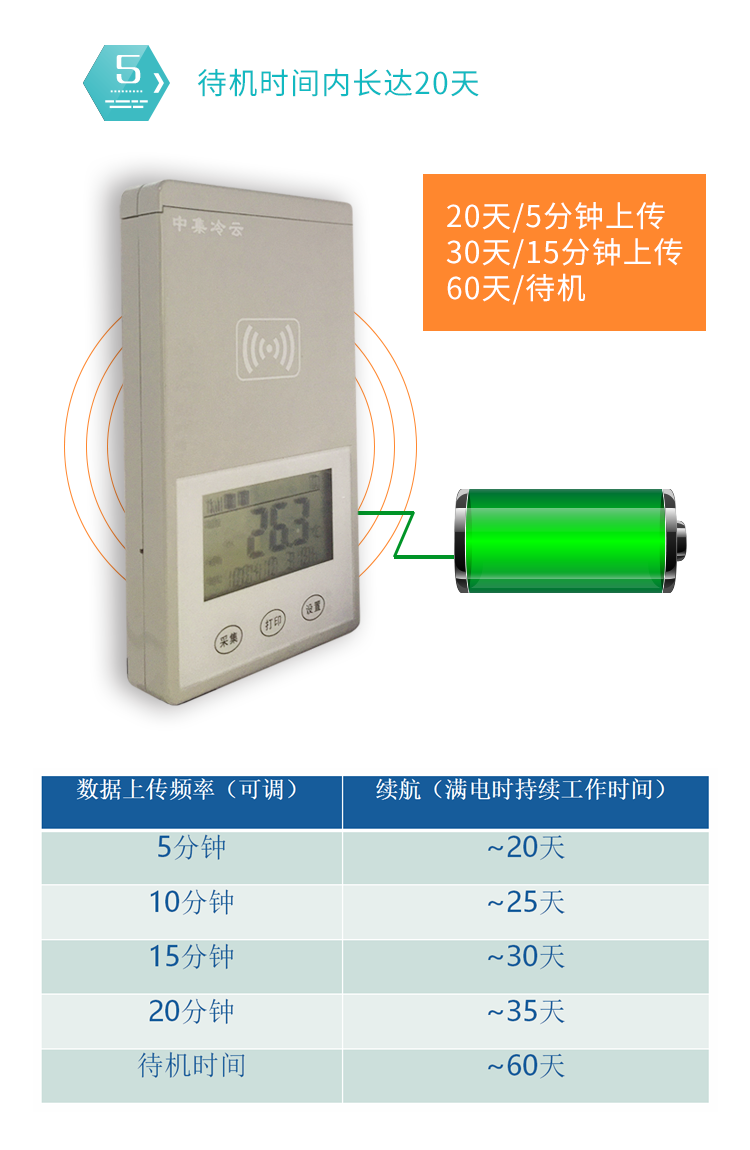 5
待机时间内长达20天
20天/5分钟上传
30天/15分钟上传
60天/待机
中集冷云
26.3
采集
打印
设置
数据上传频率（可调）
续航（满电时持续工作时间）
5分钟
~20天
10分钟
~25天
15分钟
~30天
20分钟
~35天
待机时间
~60天